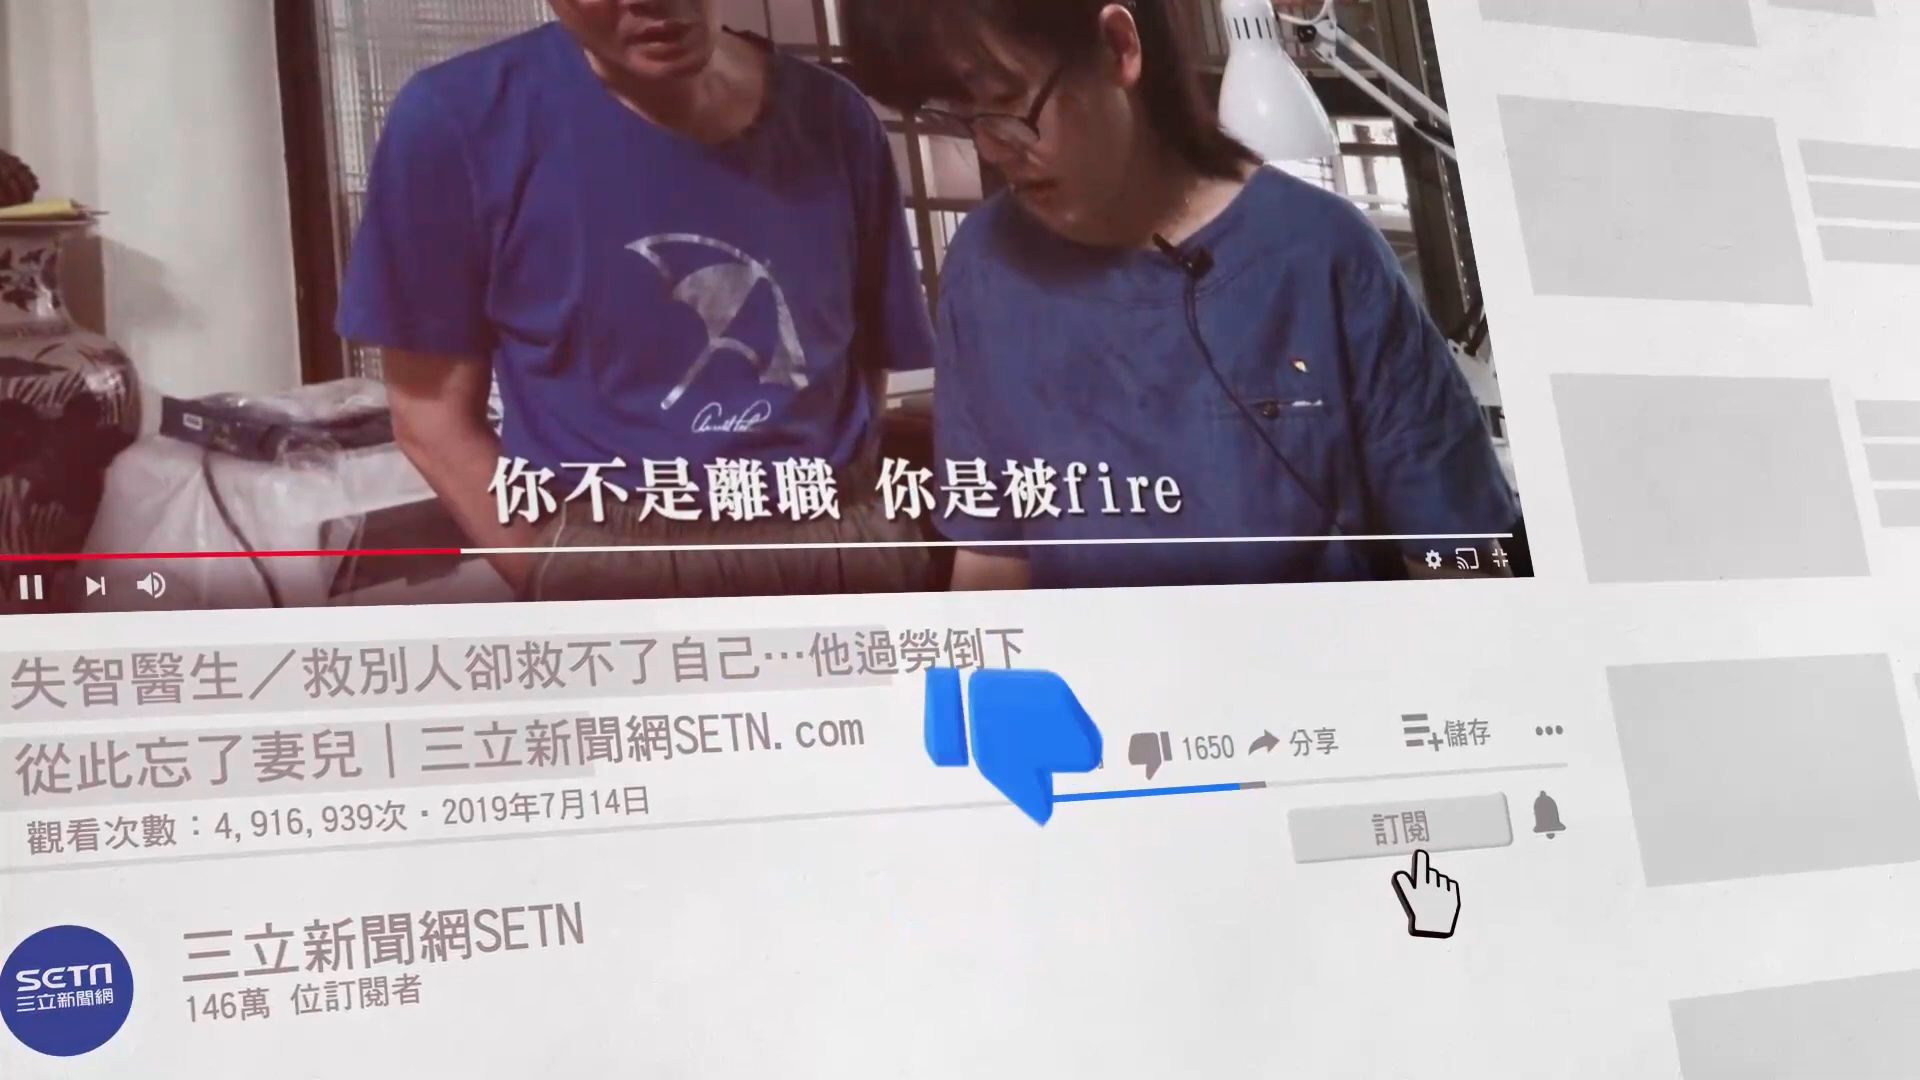 你不是離職 你是被fire
失智醫生／救別人卻救不了自己…他過勞倒下
從此忘了妻兒｜三立新聞網SETN.com
1650
分享
儲存
觀看次數：4,916,939次・2019年7月14日
訂閱
三立新聞網SETN
146萬 位訂閱者
SETN
三立新聞網